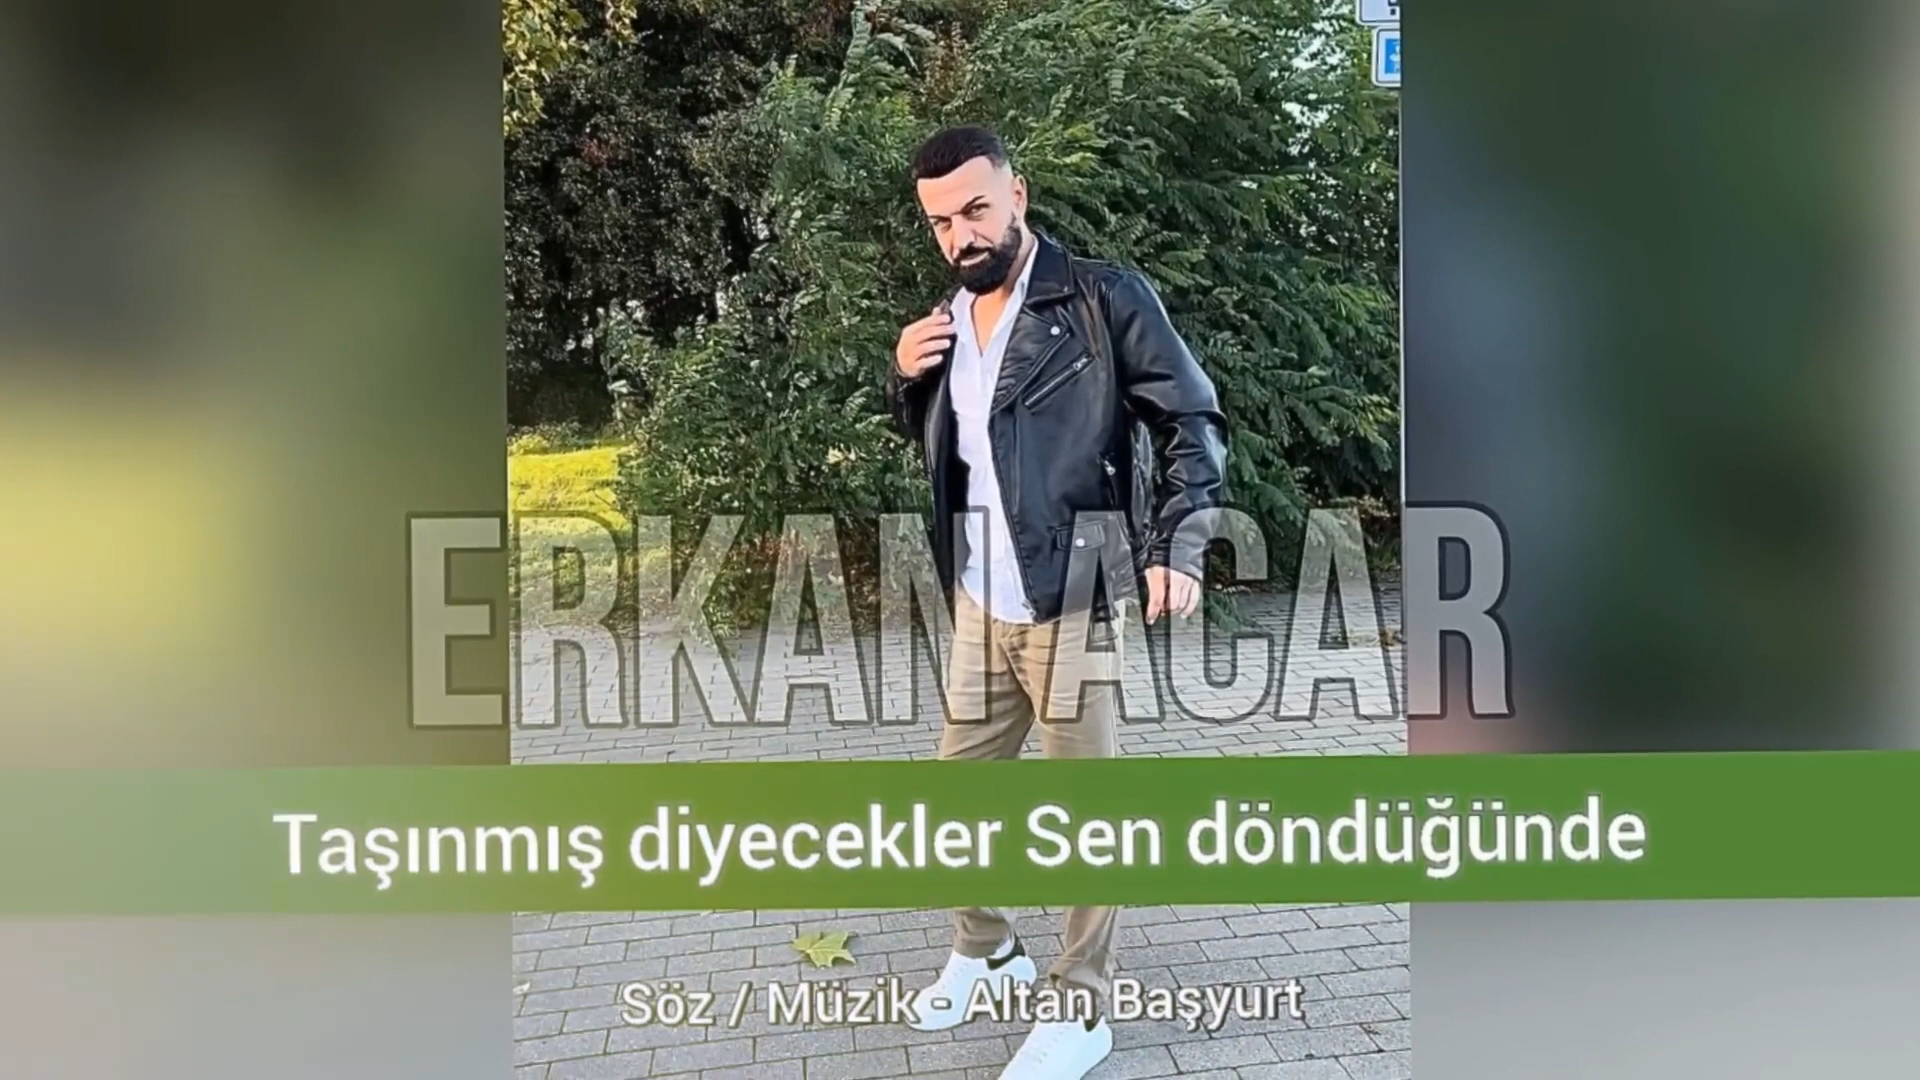 ERKAN ACAR
Taşınmış diyecekler Sen döndüğünde
Söz / Müzik - Altan Başyurt